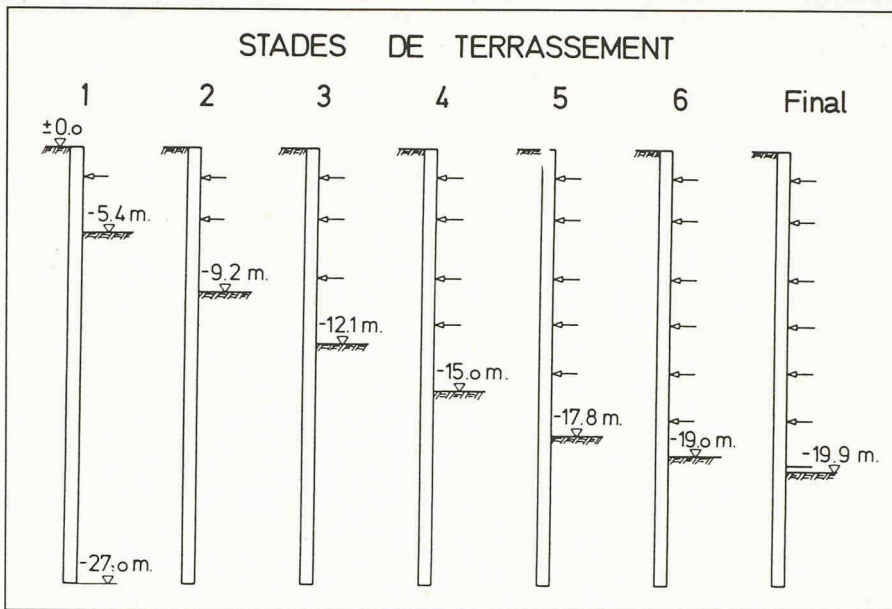 STADES DE TERRASSEMENT
1 2 3 4 5 6 Final
±0.0
-5.4 m.
-9.2 m.
-12.1 m.
-15.0 m.
-17.8 m.
-19.0 m.
-19.9 m.
-27.0 m.